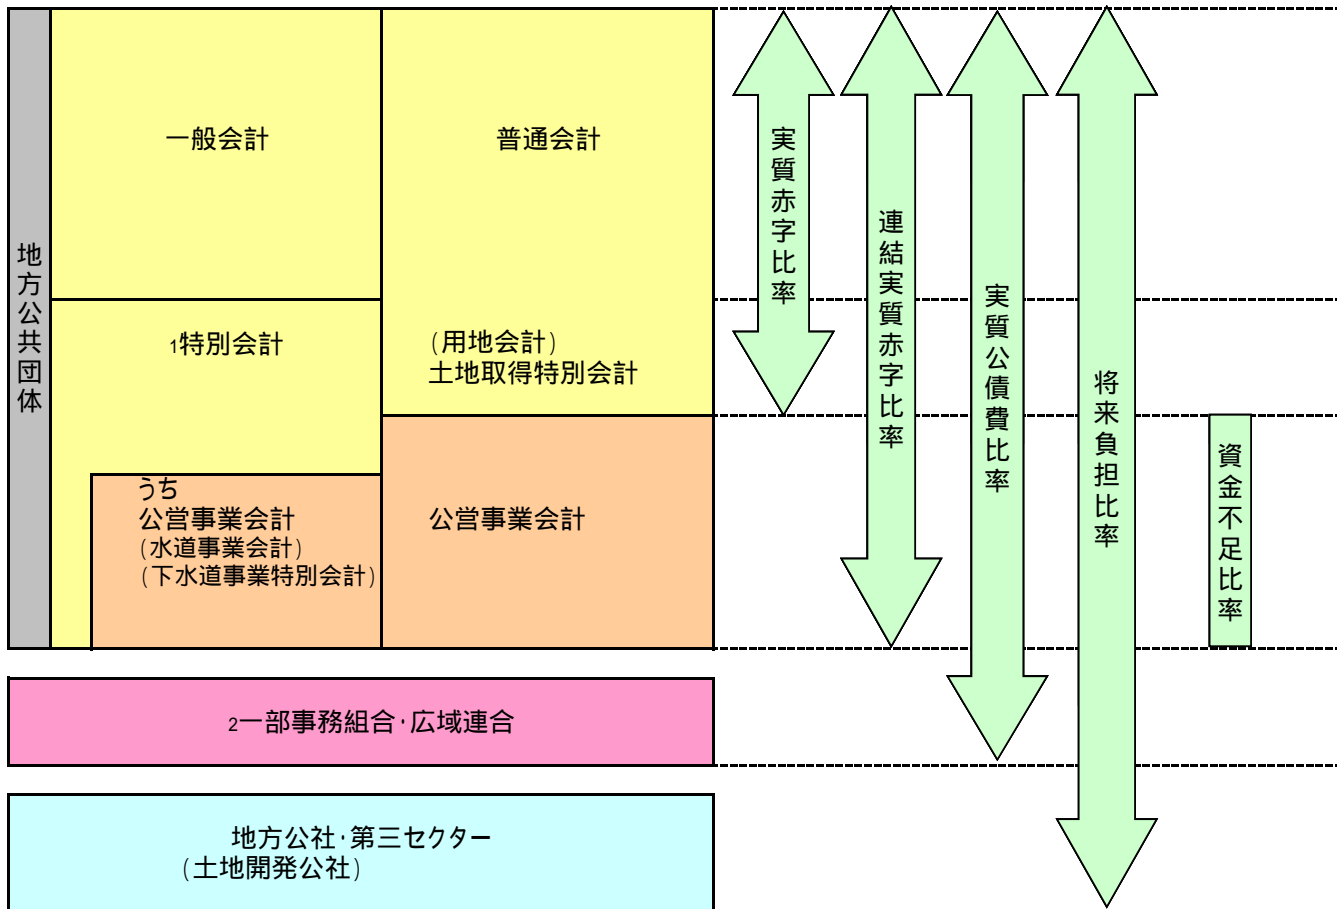 地方公共団体
一般会計
普通会計
1特別会計
(用地会計)
土地取得特別会計
うち
公営事業会計
(水道事業会計)
(下水道事業特別会計)
公営事業会計
2一部事務組合･広域連合
地方公社･第三セクター
(土地開発公社)
実質赤字比率
連結実質赤字比率
実質公債費比率
将来負担比率
資金不足比率